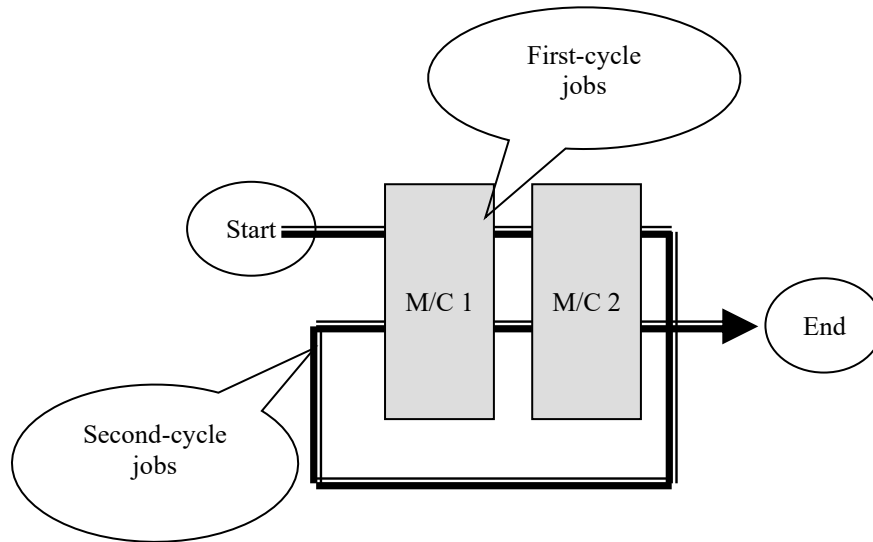 First-cycle
jobs
Start
M/C 1
M/C 2
End
Second-cycle
jobs